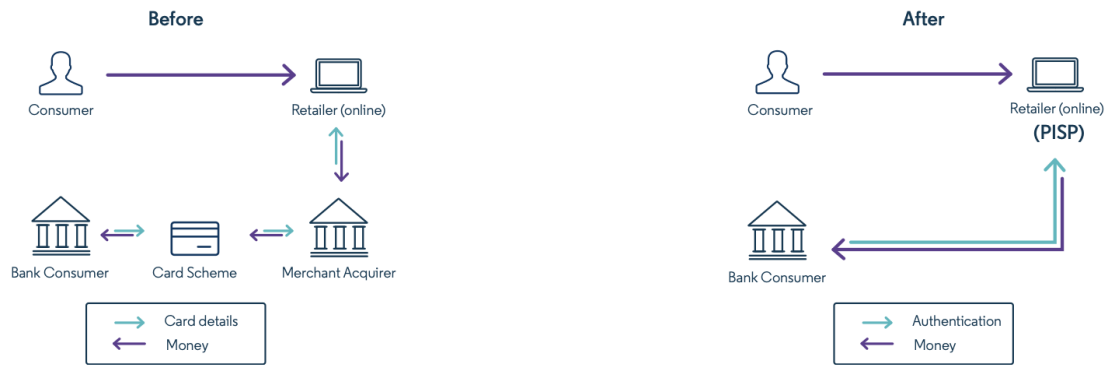 Before
Consumer
Retailer (online)
Bank Consumer
Card Scheme
Merchant Acquirer
Card details
Money
After
Consumer
Retailer (online)
(PISP)
Bank Consumer
Authentication
Money